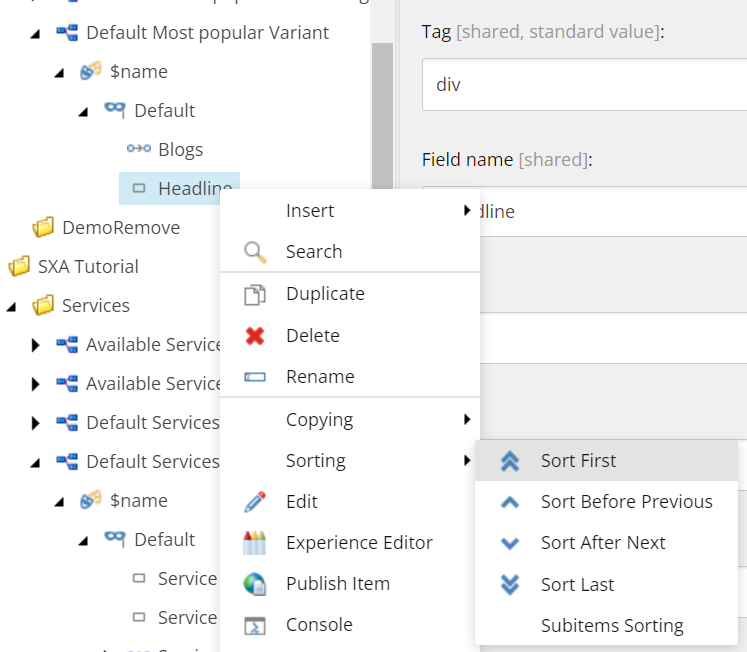 Default Most popular Variant
$name
Default
Blogs
Headline
DemoRemove
SXA Tutorial
Services
Available Service
Available Service
Default Services
Default Services
$name
Default
Service
Service
Tag [shared, standard value]:
div
Field name [shared]:
dline
Insert
Search
Duplicate
Delete
Rename
Copying
Sorting
Edit
Experience Editor
Publish Item
Console
Sort First
Sort Before Previous
Sort After Next
Sort Last
Subitems Sorting